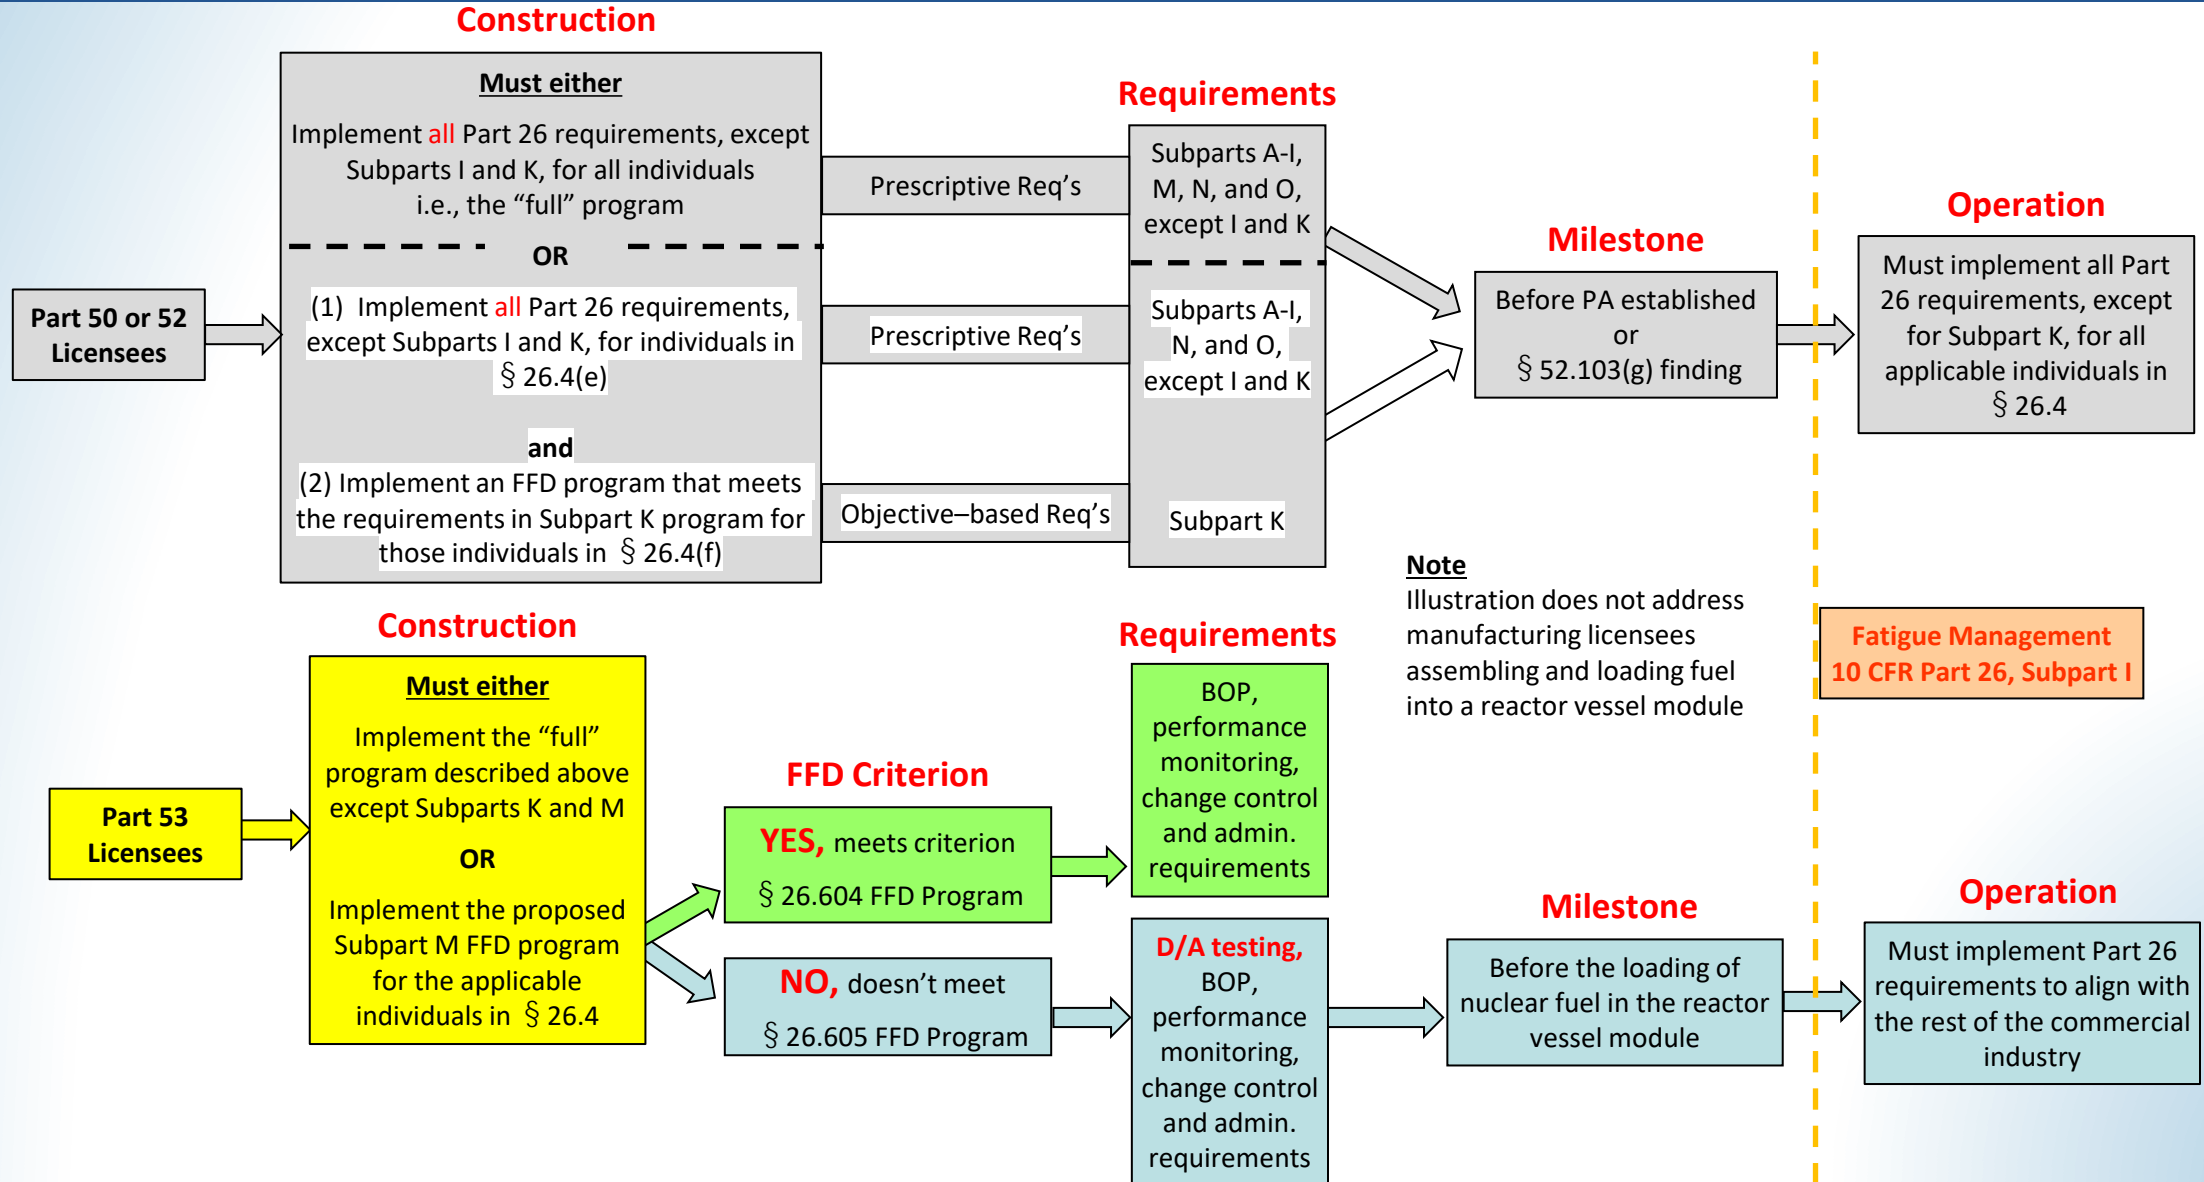 Construction
Must either
Implement all Part 26 requirements, except
Subparts I and K, for all individuals
i.e., the “full” program
OR
(1) Implement all Part 26 requirements,
except Subparts I and K, for individuals in
§ 26.4(e)
and
(2) Implement an FFD program that meets
the requirements in Subpart K program for
those individuals in § 26.4(f)
Part 50 or 52
Licensees
Prescriptive Req’s
Prescriptive Req’s
Objective–based Req’s
Requirements
Subparts A-I,
M, N, and O,
except I and K
Subparts A-I,
N, and O,
except I and K
Subpart K
Milestone
Before PA established
or
§ 52.103(g) finding
Operation
Must implement all Part
26 requirements, except
for Subpart K, for all
applicable individuals in
§ 26.4
Note
Illustration does not address
manufacturing licensees
assembling and loading fuel
into a reactor vessel module
Fatigue Management
10 CFR Part 26, Subpart I
Construction
Part 53
Licensees
Must either
Implement the “full”
program described above
except Subparts K and M
OR
Implement the proposed
Subpart M FFD program
for the applicable
individuals in § 26.4
FFD Criterion
YES, meets criterion
§ 26.604 FFD Program
NO, doesn’t meet
§ 26.605 FFD Program
Requirements
BOP,
performance
monitoring,
change control
and admin.
requirements
D/A testing,
BOP,
performance
monitoring,
change control
and admin.
requirements
Milestone
Before the loading of
nuclear fuel in the reactor
vessel module
Operation
Must implement Part 26
requirements to align with
the rest of the commercial
industry